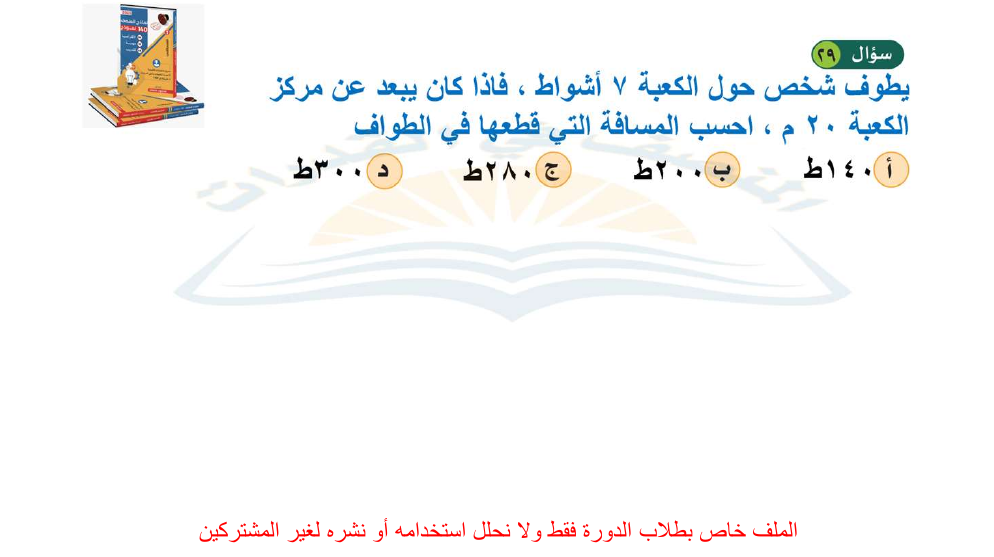 سؤال ٢٩
يطوف شخص حول الكعبة ٧ أشواط ، فاذا كان يبعد عن مركز
الكعبة ٢٠ م ، احسب المسافة التي قطعها في الطواف
أ ١٤٠ط ب ٢٠٠ط ج ٢٨٠ط د ٣٠٠ط
الملف خاص بطلاب الدورة فقط ولا نحلل استخدامه أو نشره لغير المشتركين